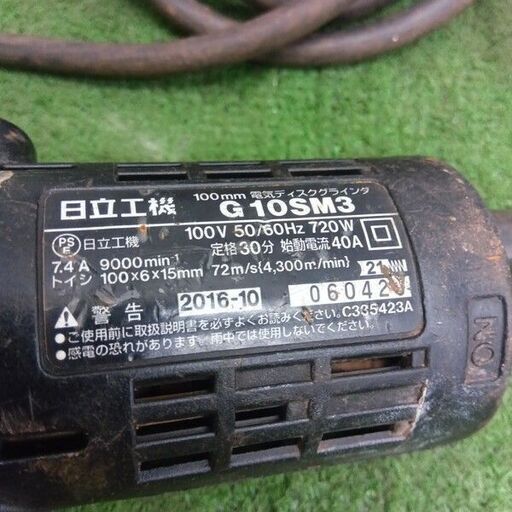 100mm 電気ディスクグラインダ
日立工機 G10SM3
PS E 日立工機 100V 50/60Hz 720W
定格30分 始動電流40A
7.4A 9000min⁻¹
トイシ 100×6×15mm 72m/s{4,300m/min}
警告 2016-10 06042
C335423A
●ご使用前に取扱説明書を必ずよくお読みください。
●感電の恐れがあります。雨中では使用しないでください。
ON